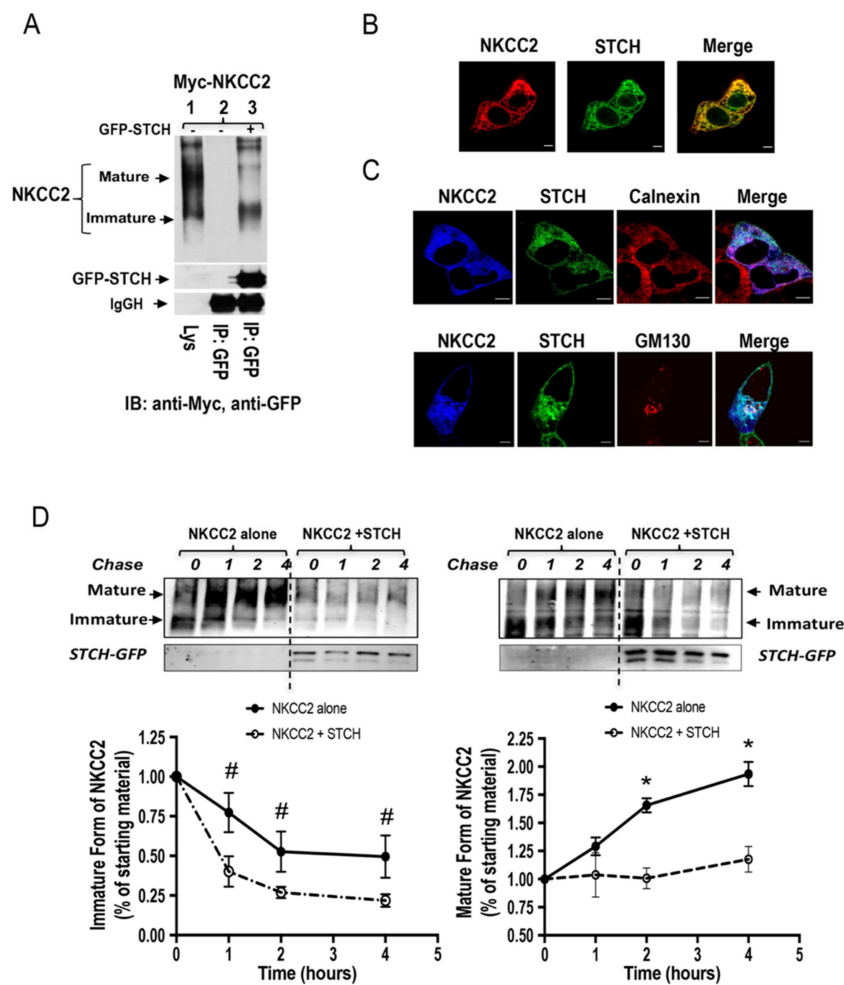 A
Myc-NKCC2
1 2 3
GFP-STCH - - +
Mature
NKCC2
Immature
GFP-STCH
IgGH
Lys
IP: GFP
IP: GFP
IB: anti-Myc, anti-GFP
B
NKCC2 STCH Merge
C
NKCC2 STCH Calnexin Merge
NKCC2 STCH GM130 Merge
D
NKCC2 alone NKCC2 +STCH
Chase 0 1 2 4 0 1 2 4
Mature
Immature
STCH-GFP
NKCC2 alone
NKCC2 + STCH
Immature Form of NKCC2
(% of starting material)
1.25
1.00
0.75
0.50
0.25
0.00
# # #
0 1 2 3 4 5
Time (hours)
NKCC2 alone NKCC2 +STCH
Chase 0 1 2 4 0 1 2 4
Mature
Immature
STCH-GFP
NKCC2 alone
NKCC2 + STCH
Mature Form of NKCC2
(% of starting material)
2.25
2.00
1.75
1.50
1.25
1.00
0.75
0.50
* *
0 1 2 3 4 5
Time (hours)